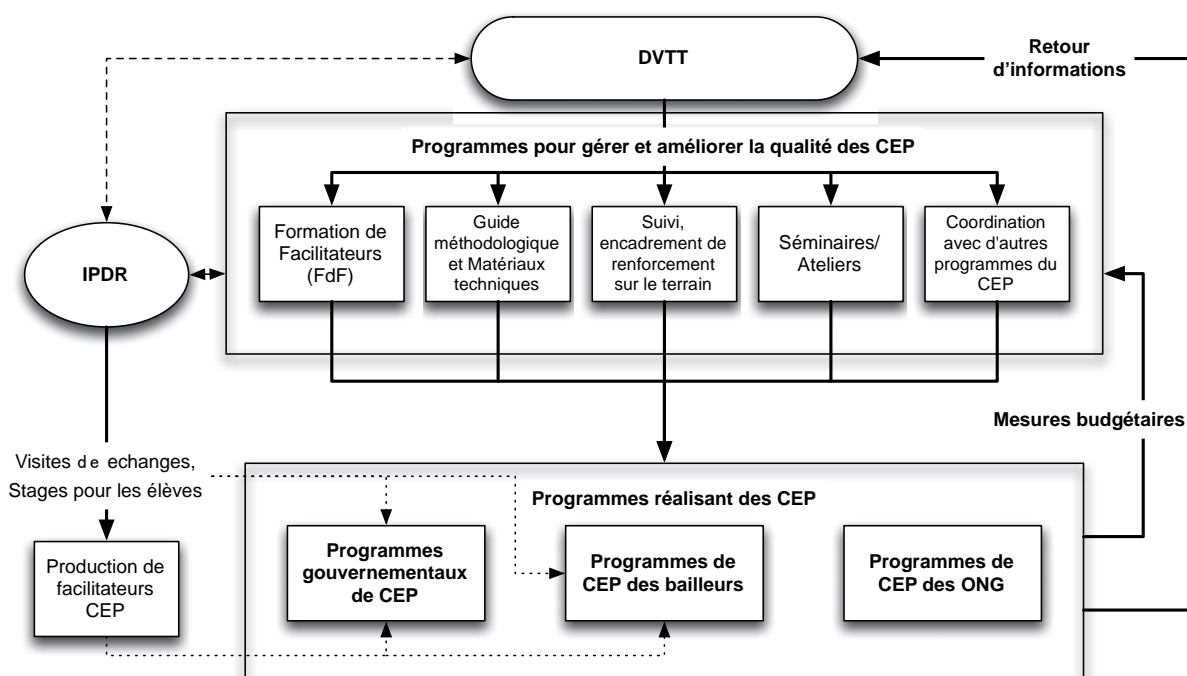 DVTT
Retour
d'informations
Programmes pour gérer et améliorer la qualité des CEP
Formation de
Facilitateurs
(FdF)
Guide
méthodologique
et Matériaux
techniques
Suivi,
encadrement de
renforcement
sur le terrain
Séminaires/
Ateliers
Coordination
avec d'autres
programmes du
CEP
IPDR
Mesures budgétaires
Visites de echanges,
Stages pour les élèves
Programmes réalisant des CEP
Production de
facilitateurs
CEP
Programmes
gouvernementaux
de CEP
Programmes de
CEP des bailleurs
Programmes de
CEP des ONG